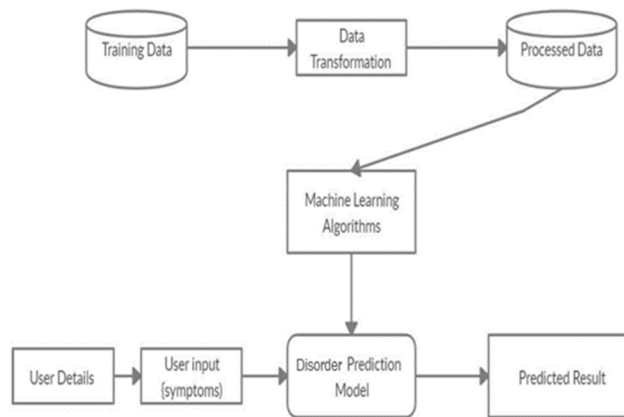 Training Data
Data
Transformation
Processed Data
Machine Learning
Algorithms
User Details
User input
(symptoms)
Disorder Prediction
Model
Predicted Result